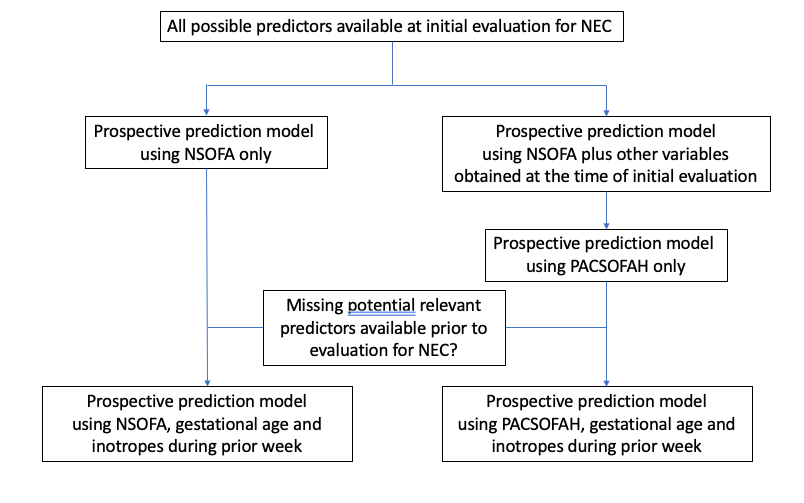 All possible predictors available at initial evaluation for NEC
Prospective prediction model
using NSOFA only
Prospective prediction model
using NSOFA plus other variables
obtained at the time of initial evaluation
Prospective prediction model
using PACSOFAH only
Missing potential relevant
predictors available prior to
evaluation for NEC?
Prospective prediction model
using NSOFA, gestational age and
inotropes during prior week
Prospective prediction model
using PACSOFAH, gestational age and
inotropes during prior week